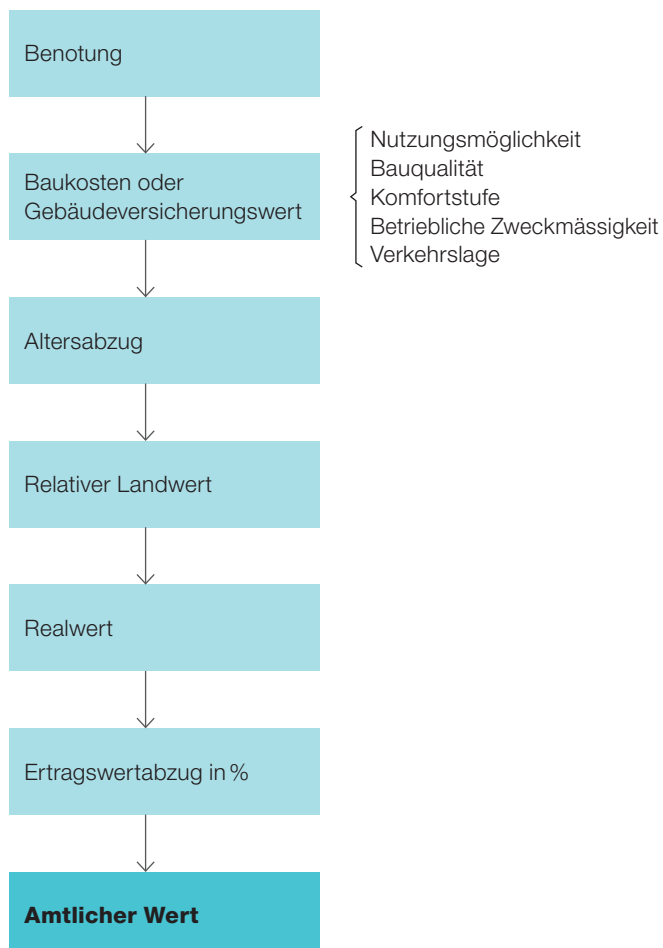 Benotung
Baukosten oder
Gebäudeversicherungswert
Nutzungsmöglichkeit
Bauqualität
Komfortstufe
Betriebliche Zweckmässigkeit
Verkehrslage
Altersabzug
Relativer Landwert
Realwert
Ertragswertabzug in %
Amtlicher Wert